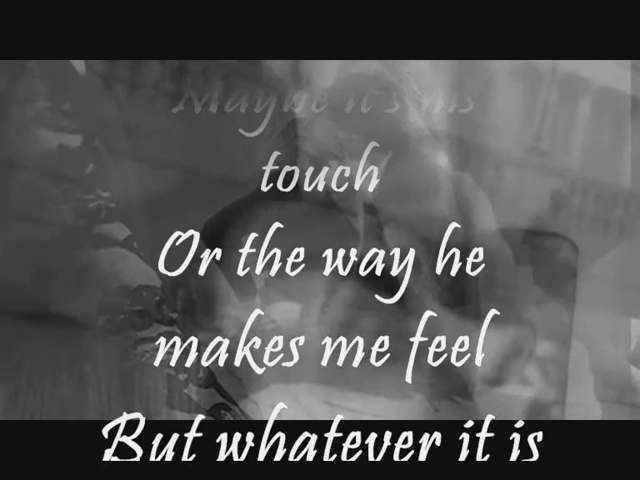 Maybe it's his
touch
Or the way he
makes me feel
But whatever it is